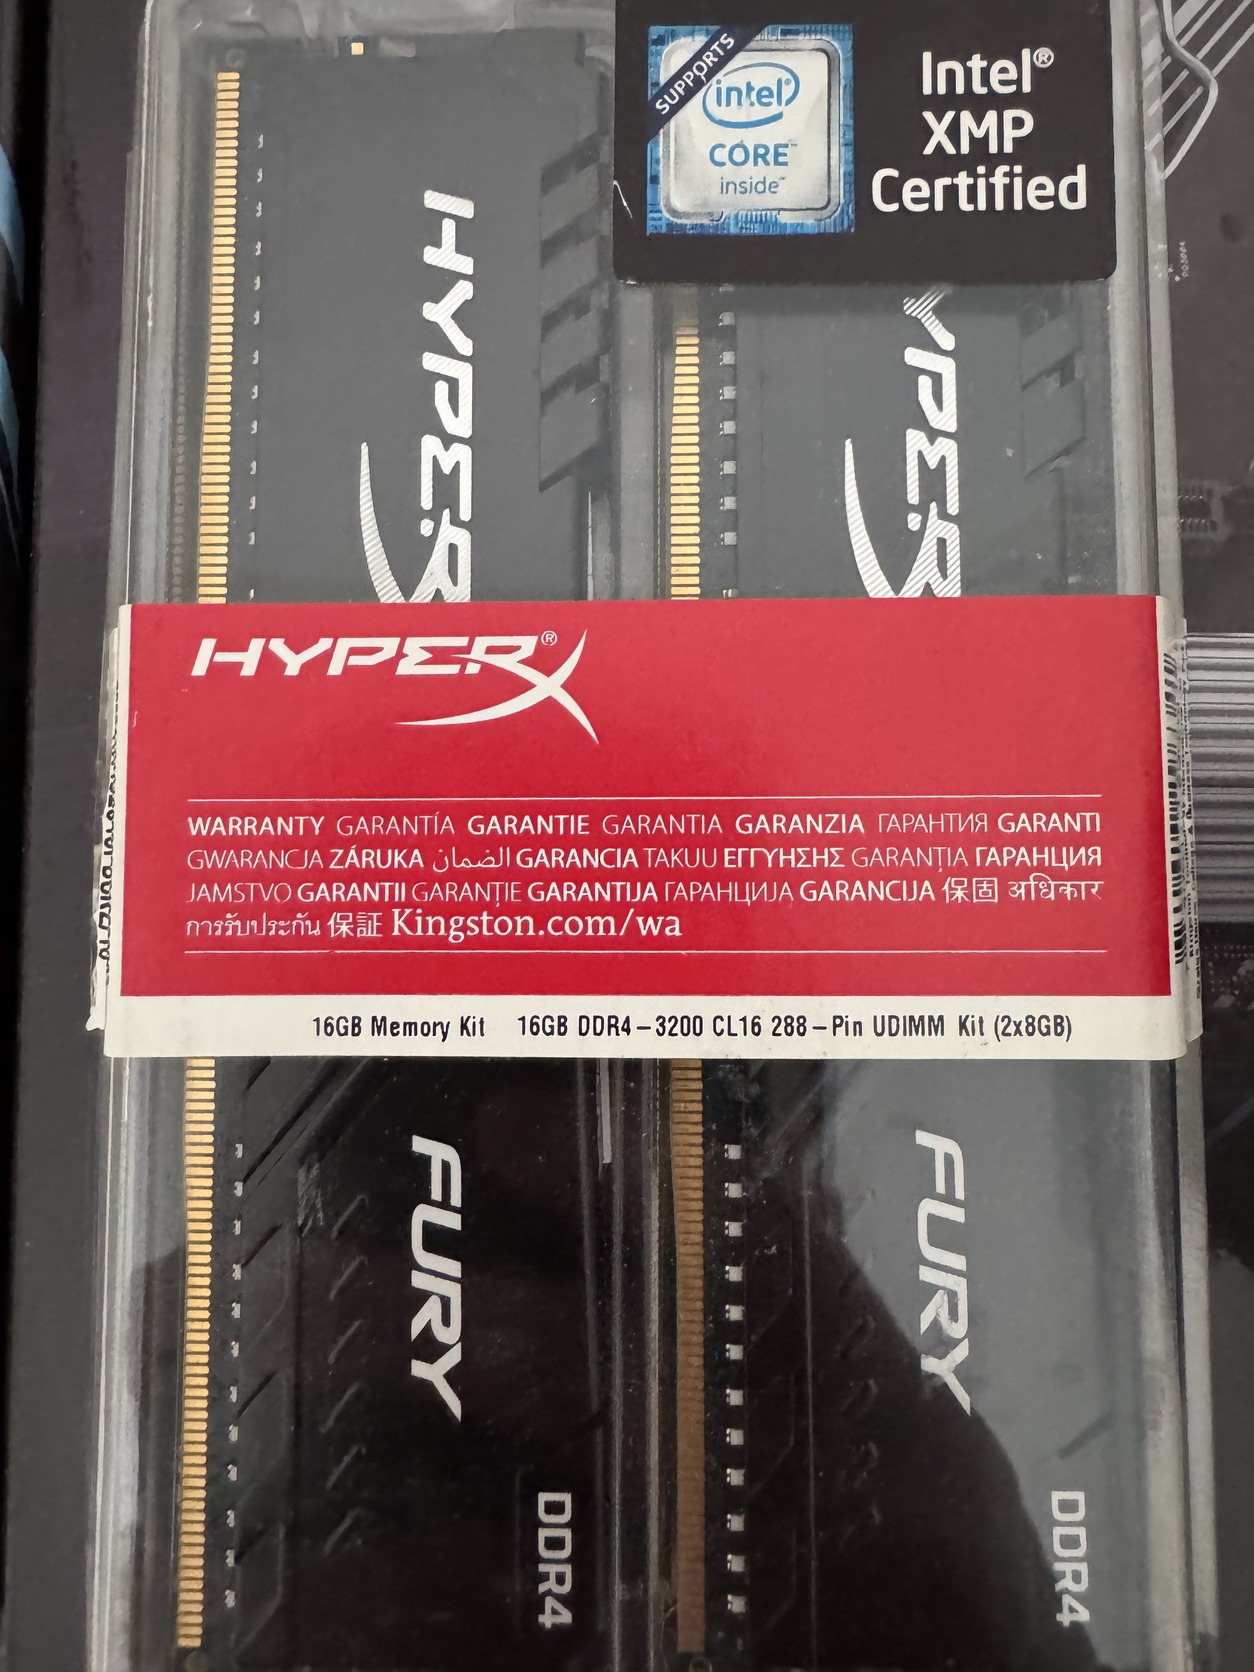 SUPPORTS
intel®
CORE™
inside™
Intel®
XMP
Certified
HYPERX
YPERX
HYPERX®
WARRANTY GARANTÍA GARANTIE GARANTIA GARANZIA ГАРАНТИЯ GARANTI
GWARANCJA ZÁRUKA الضمان GARANCIA TAKUU ΕΓΓΥΗΣΗΣ GARANȚIA ГАРАНЦИЯ
JAMSTVO GARANTII GARANȚIE GARANTIJA ГАРАНЦИЈА GARANCIJA 保固 अधिकार
การรับประกัน 保証 Kingston.com/wa
16GB Memory Kit 16GB DDR4-3200 CL16 288-Pin UDIMM Kit (2x8GB)
FURY
FURY
DDR4
DDR4